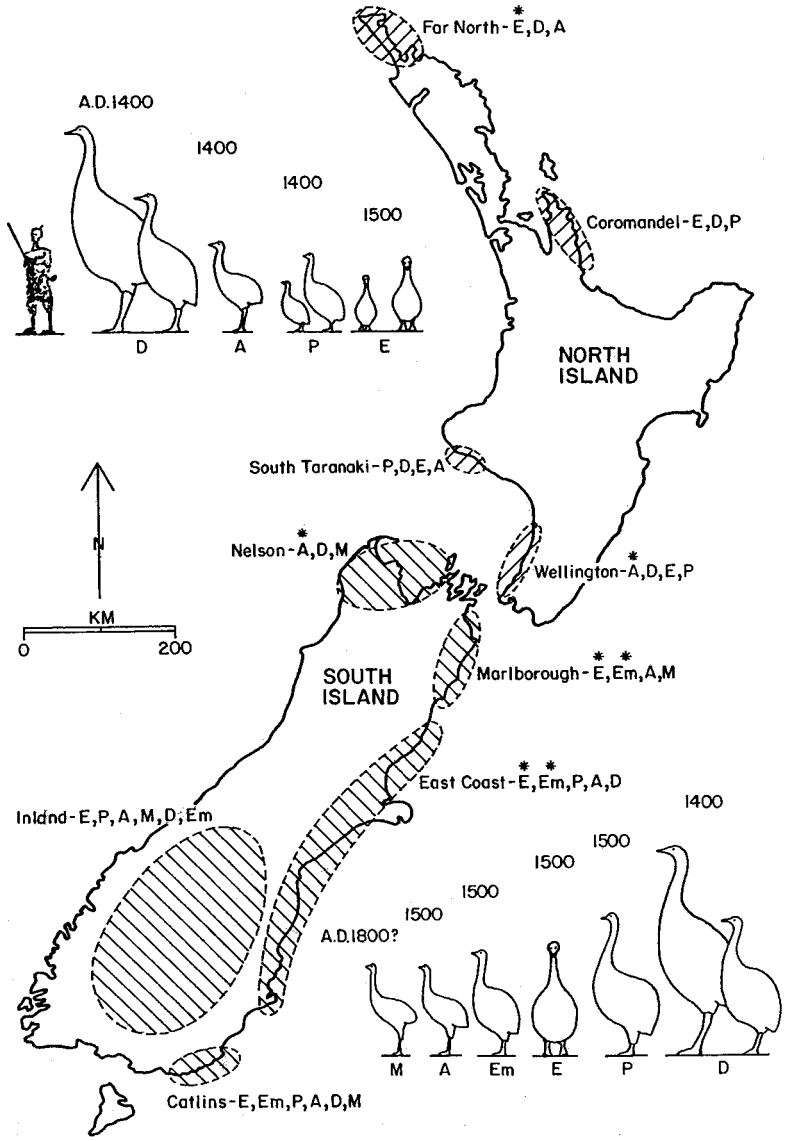 *
Far North-E,D,A
A.D.1400
1400
1400
1500
Coromandel-E,D,P
D A P E
NORTH
ISLAND
South Taranaki-P,D,E,A
N
*
Nelson-A,D,M
*
Wellington-A,D,E,P
KM
0 200
* *
Marlborough-E,Em,A,M
SOUTH
ISLAND
* *
East Coast-E,Em,P,A,D
Inland-E,P,A,M,D,Em
1400
1500
1500
1500
1500
A.D.1800?
M A Em E P D
Catlins-E,Em,P,A,D,M